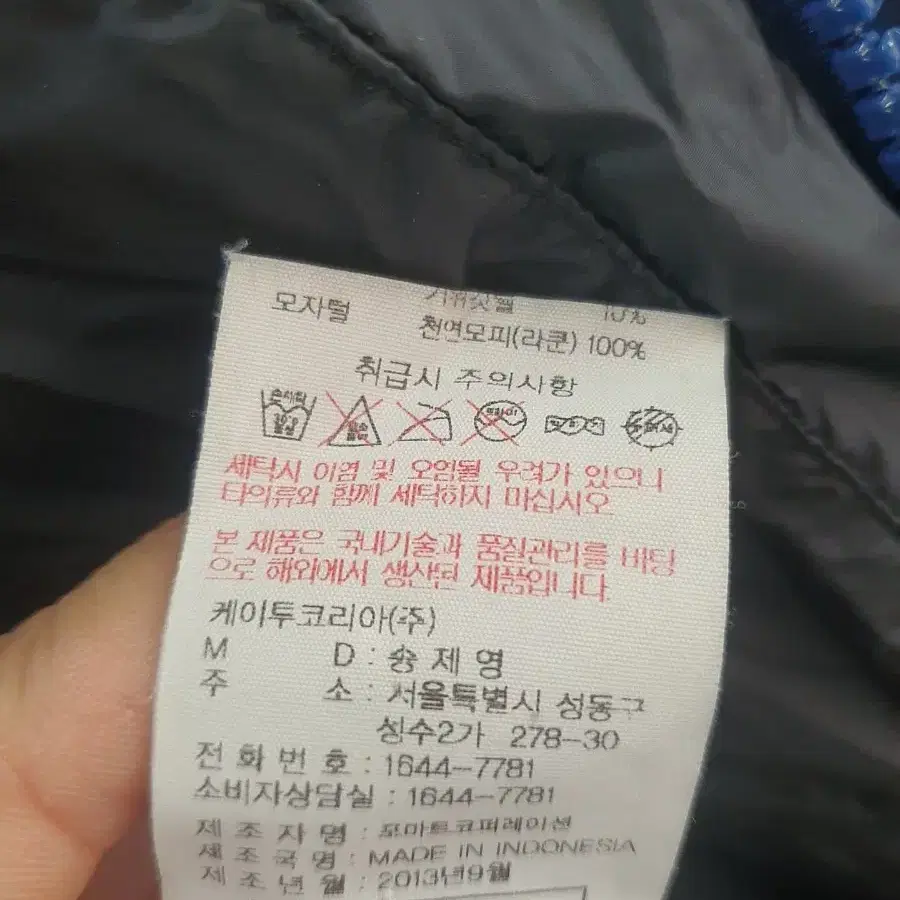 모자털
10%
천연모피(라쿤) 100%
취급시 주의사항
손세탁
세탁시 이염 및 오염될 우려가 있으니
타의류와 함께 세탁하지 마십시오
본 제품은 국내기술과 품질관리를 바탕
으로 해외에서 생산된 제품입니다.
케이투코리아(주)
M D : 송 제 영
주 소 : 서울특별시 성동구
성수2가 278-30
전 화 번 호 : 1644-7781
소비자상담실 : 1644-7781
제 조 자 명 : 포마트코퍼레이션
제 조 국 명 : MADE IN INDONESIA
제 조 년 월 : 2013년9월